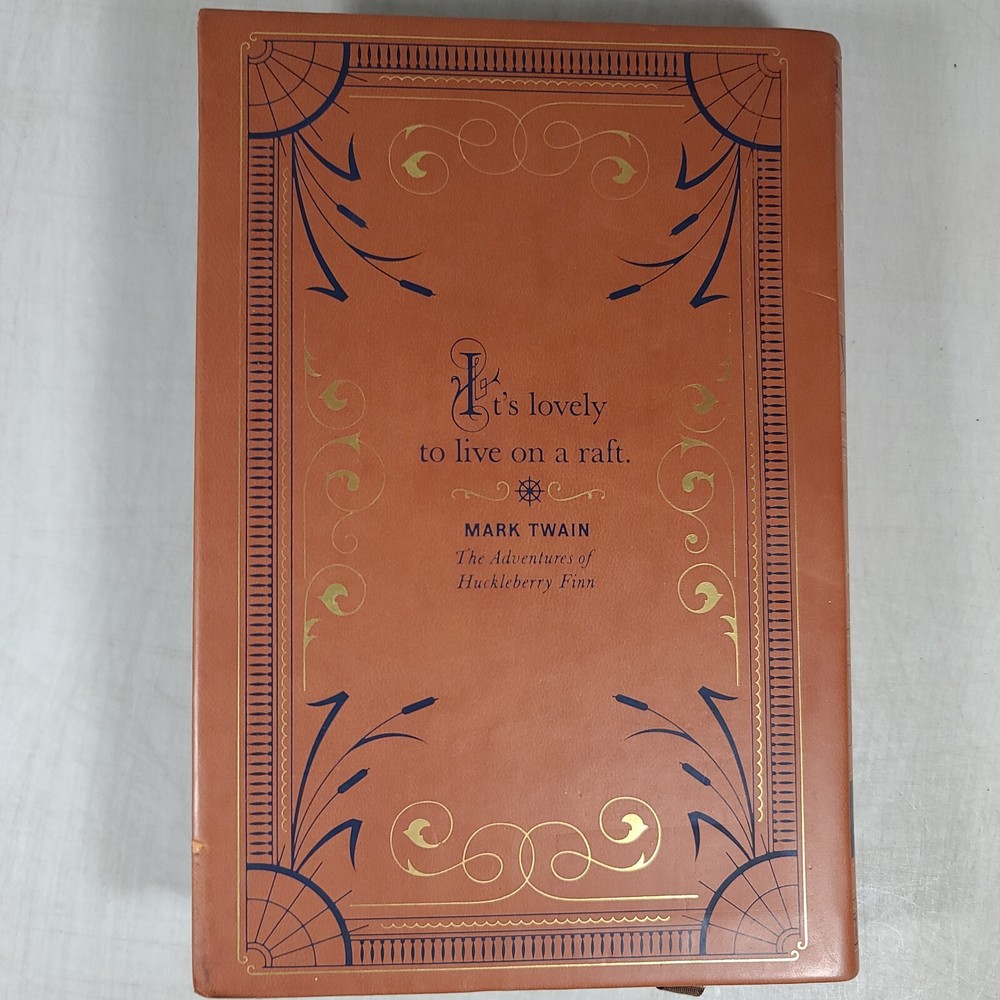 It's lovely
to live on a raft.
MARK TWAIN
The Adventures of
Huckleberry Finn